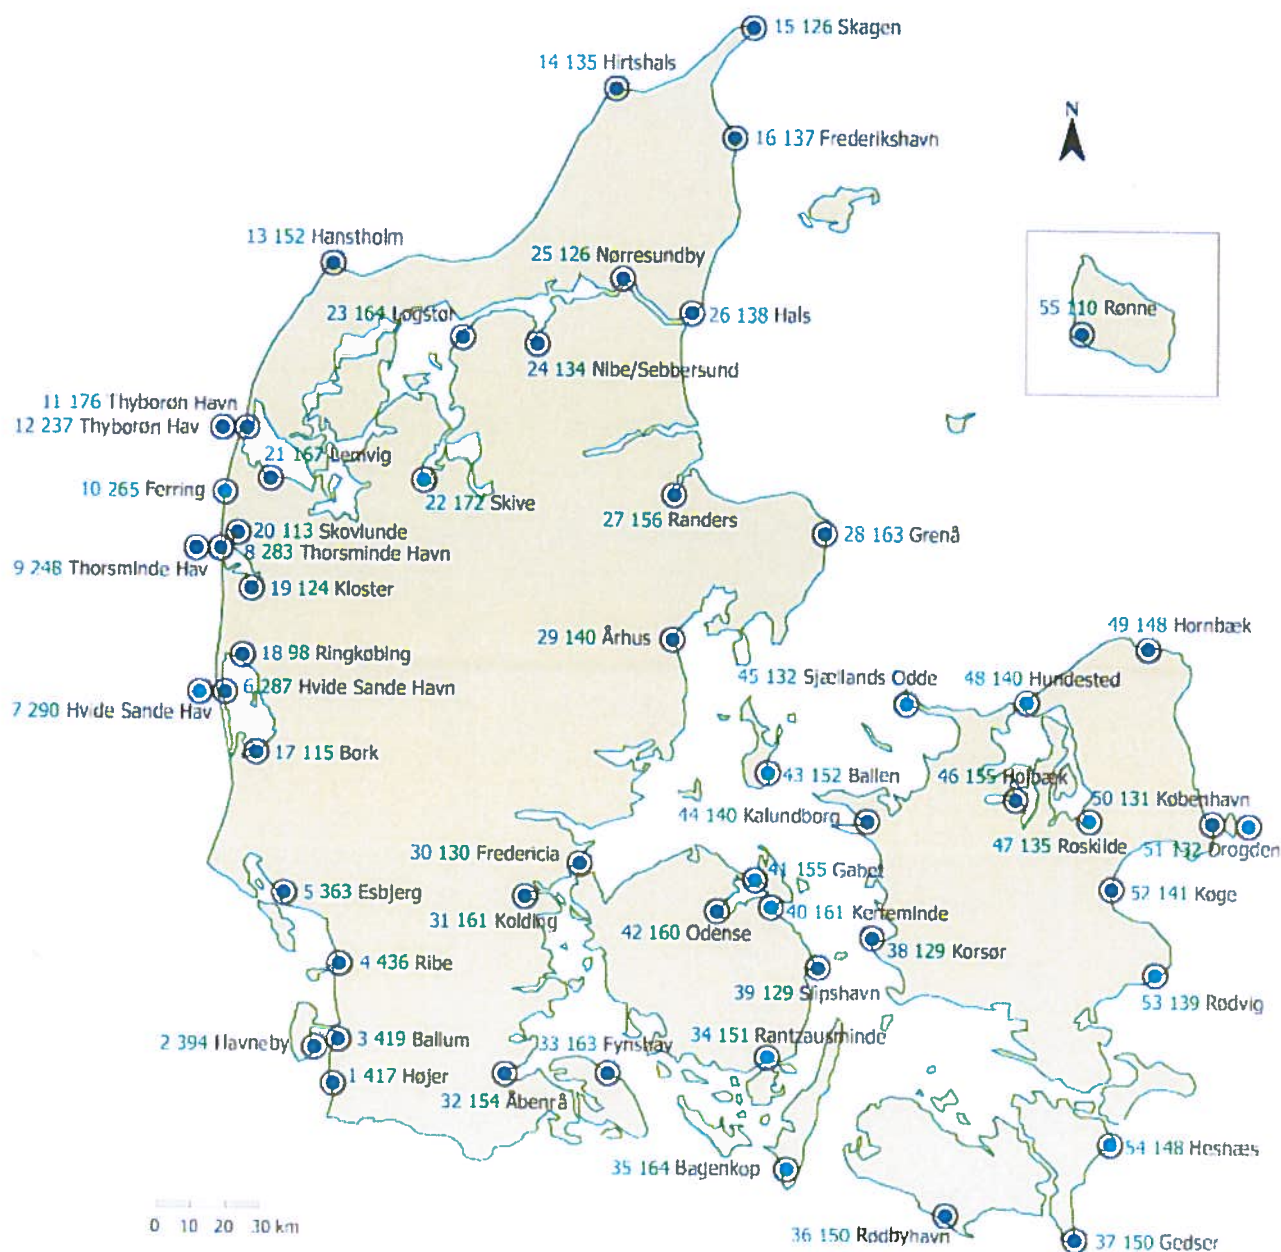 15 126 Skagen
14 135 Hirtshals
N
16 137 Frederikshavn
13 152 Hanstholm
25 126 Nørresundby
23 164 Løgstør
26 138 Hals
55 110 Rønne
24 134 Nibe/Sebbersund
11 176 Thyborøn Havn
12 237 Thyborøn Hav
21 167 Lemvig
10 265 Ferring
22 172 Skive
27 156 Randers
20 113 Skovlunde
28 163 Grenå
8 283 Thorsminde Havn
9 248 Thorsminde Hav
19 124 Kloster
49 148 Hornbæk
29 140 Århus
18 98 Ringkøbing
45 132 Sjællands Odde
48 140 Hundested
6 287 Hvide Sande Havn
7 290 Hvide Sande Hav
17 115 Bork
43 152 Ballen
46 155 Holbæk
50 131 København
44 140 Kalundborg
47 135 Roskilde
51 132 Drogden
30 130 Fredericia
41 155 Gabet
5 363 Esbjerg
52 141 Køge
31 161 Kolding
40 161 Kerteminde
42 160 Odense
38 129 Korsør
4 436 Ribe
39 129 Slipshavn
53 139 Rødvig
34 151 Rantzausminde
2 394 Havneby
3 419 Ballum
33 163 Fynshav
1 417 Højer
32 154 Åbenrå
54 148 Hesnæs
35 164 Bagenkop
0 10 20 30 km
36 150 Rødbyhavn
37 150 Gedser